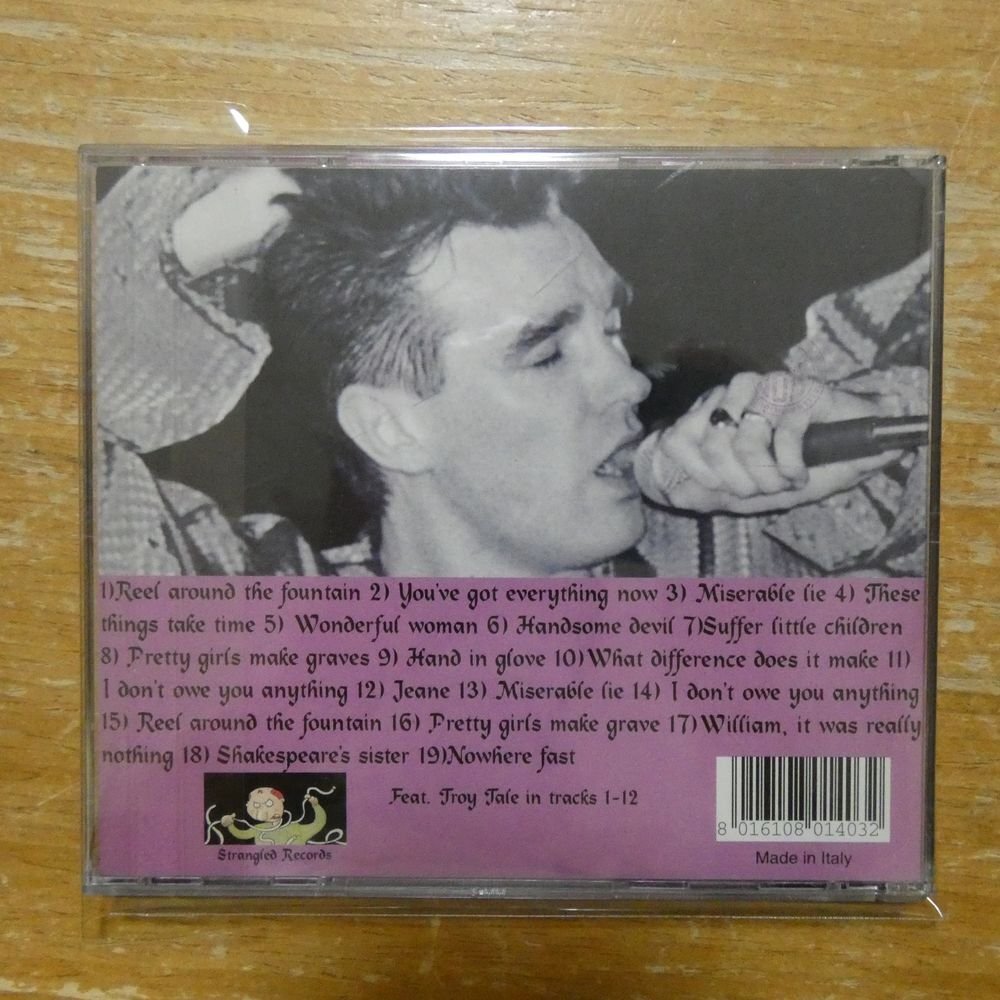 1)Reel around the fountain 2) You've got everything now 3) Miserable lie 4) These
things take time 5) Wonderful woman 6) Handsome devil 7)Suffer little children
8) Pretty girls make graves 9) Hand in glove 10)What difference does it make 11)
I don't owe you anything 12) Jeane 13) Miserable lie 14) I don't owe you anything
15) Reel around the fountain 16) Pretty girls make grave 17)William, it was really
nothing 18) Shakespeare's sister 19)Nowhere fast
Feat. Troy Tale in tracks 1-12
Strangled Records
8 016108 014032
Made in Italy